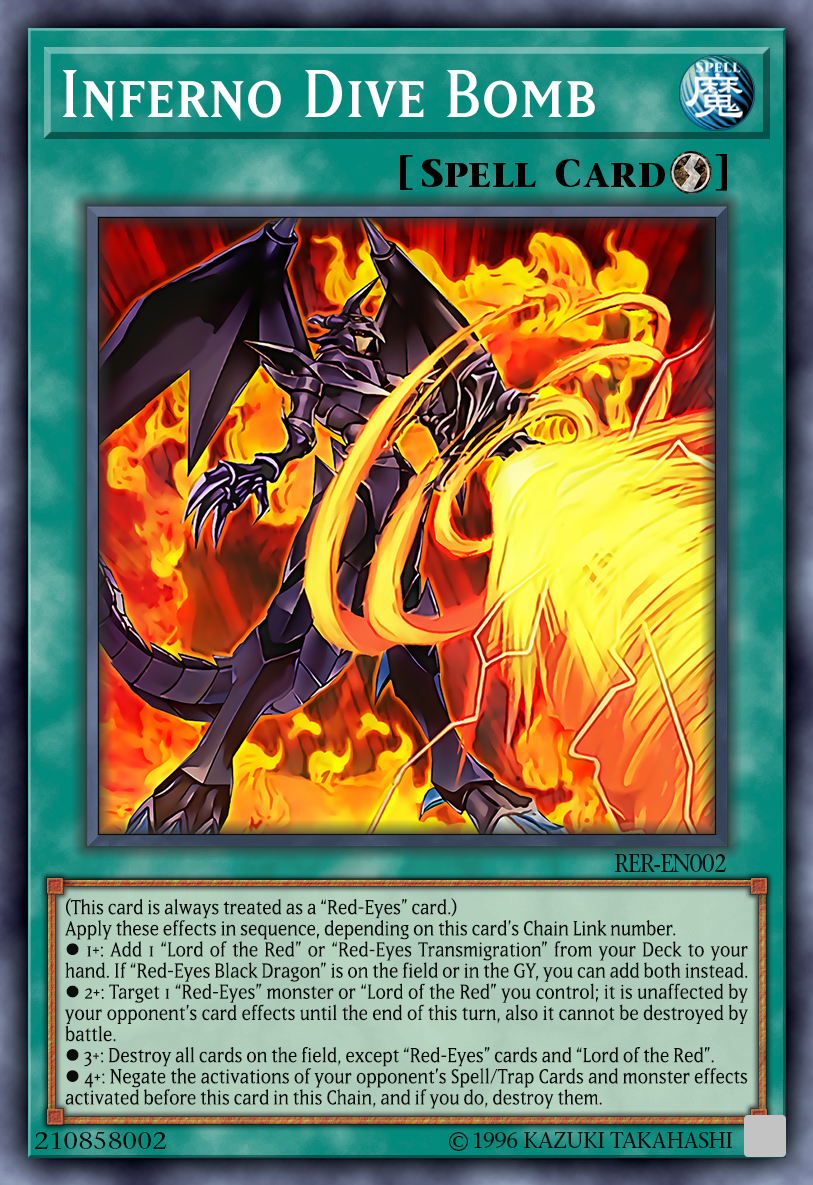 Inferno Dive Bomb
SPELL
魔
[Spell Card]
RER-EN002
(This card is always treated as a “Red-Eyes” card.)
Apply these effects in sequence, depending on this card’s Chain Link number.
● 1+: Add 1 “Lord of the Red” or “Red-Eyes Transmigration” from your Deck to your
hand. If “Red-Eyes Black Dragon” is on the field or in the GY, you can add both instead.
● 2+: Target 1 “Red-Eyes” monster or “Lord of the Red” you control; it is unaffected by
your opponent’s card effects until the end of this turn, also it cannot be destroyed by
battle.
● 3+: Destroy all cards on the field, except “Red-Eyes” cards and “Lord of the Red”.
● 4+: Negate the activations of your opponent’s Spell/Trap Cards and monster effects
activated before this card in this Chain, and if you do, destroy them.
210858002
© 1996 KAZUKI TAKAHASHI